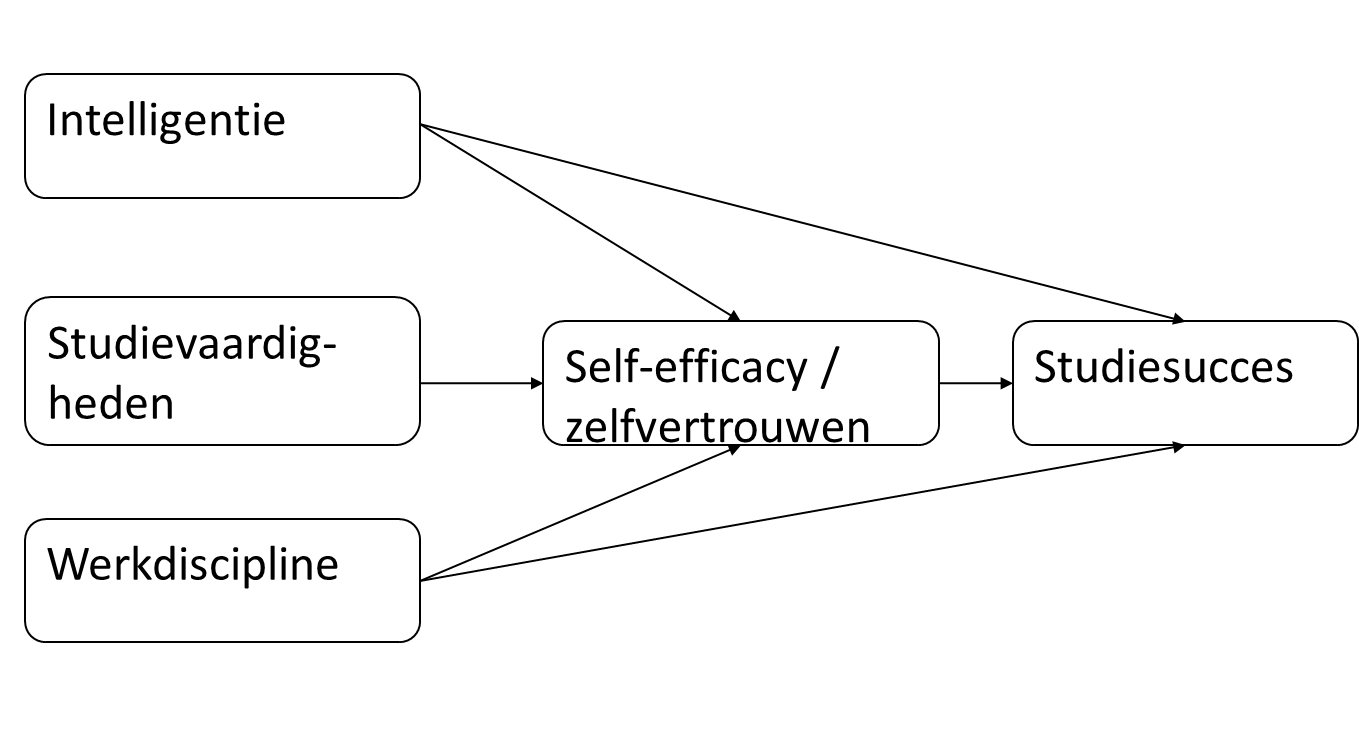 Intelligentie
Studievaardig-
heden
Self-efficacy /
zelfvertrouwen
Studiesucces
Werkdiscipline